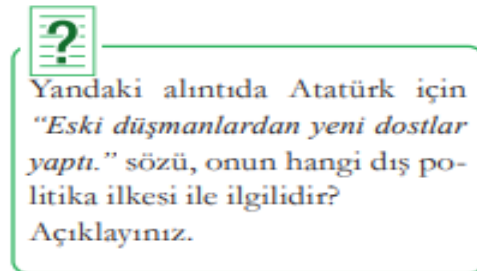 ?
Yandaki alıntıda Atatürk için
“Eski düşmanlardan yeni dostlar
yaptı.” sözü, onun hangi dış po-
litika ilkesi ile ilgilidir?
Açıklayınız.